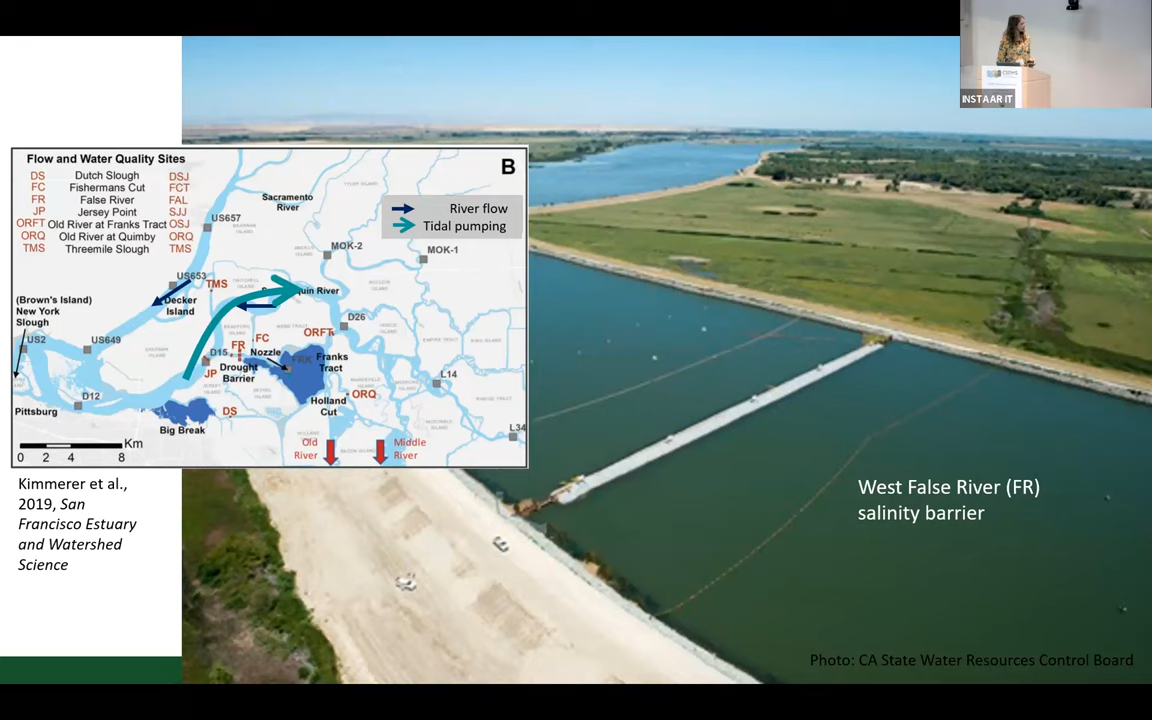 INSTAAR IT
Flow and Water Quality Sites
DS Dutch Slough DSJ
FC Fishermans Cut FCT
FR False River FAL
JP Jersey Point SJJ
ORFT Old River at Franks Tract OSJ
ORQ Old River at Quimby ORQ
TMS Threemile Slough TMS
B
Sacramento
River
River flow
Tidal pumping
US657
MOK-2
MOK-1
US653
TMS
Decker
Island
quin River
(Brown's Island)
New York
Slough
US2
US649
D26
ORFT
FC
FR
D15
Nozzle
FRK
Franks
Tract
JP
Drought
Barrier
L14
D12
Holland
Cut
ORQ
Pittsburg
DS
Big Break
L34
Km
0 2 4 8
Old
River
Middle
River
Kimmerer et al.,
2019, San
Francisco Estuary
and Watershed
Science
West False River (FR)
salinity barrier
Photo: CA State Water Resources Control Board